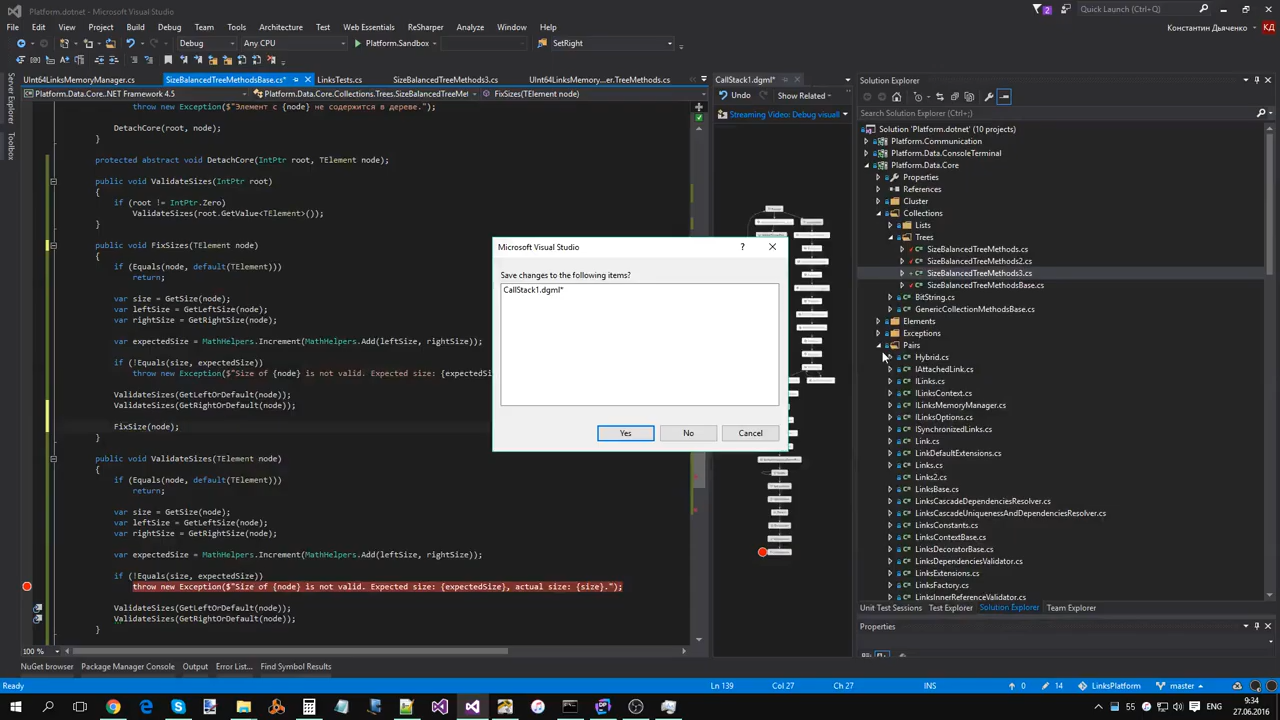 Platform.dotnet - Microsoft Visual Studio
2
Quick Launch (Ctrl+Q)
File Edit View Project Build Debug Team Tools Architecture Test Web Essentials ReSharper Analyze Window Help
Константин Дьяченко КД
Debug Any CPU Platform.Sandbox SetRight
UInt64LinksMemoryManager.cs SizeBalancedTreeMethodsBase.cs* LinksTests.cs SizeBalancedTreeMethods3.cs UInt64LinksMemory...er.TreeMethods.cs
Platform.Data.Core..NET Framework 4.5 Platform.Data.Core.Collections.Trees.SizeBalancedTreeMel FixSizes(TElement node)
Server Explorer
Toolbox
throw new Exception($"Элемент с {node} не содержится в дереве.");
DetachCore(root, node);
}
protected abstract void DetachCore(IntPtr root, TElement node);
public void ValidateSizes(IntPtr root)
{
if (root != IntPtr.Zero)
ValidateSizes(root.GetValue<TElement>());
}
public void FixSizes(TElement node)
{
if (Equals(node, default(TElement)))
return;
var size = GetSize(node);
var leftSize = GetLeftSize(node);
var rightSize = GetRightSize(node);
var expectedSize = MathHelpers.Increment(MathHelpers.Add(leftSize, rightSize));
if (!Equals(size, expectedSize))
throw new Exception($"Size of {node} is not valid. Expected size: {expectedS
ValidateSizes(GetLeftOrDefault(node));
ValidateSizes(GetRightOrDefault(node));
FixSize(node);
}
public void ValidateSizes(TElement node)
{
if (Equals(node, default(TElement)))
return;
var size = GetSize(node);
var leftSize = GetLeftSize(node);
var rightSize = GetRightSize(node);
var expectedSize = MathHelpers.Increment(MathHelpers.Add(leftSize, rightSize));
if (!Equals(size, expectedSize))
throw new Exception($"Size of {node} is not valid. Expected size: {expectedSize}, actual size: {size}.");
ValidateSizes(GetLeftOrDefault(node));
ValidateSizes(GetRightOrDefault(node));
}
100 %
Microsoft Visual Studio
?
Save changes to the following items?
CallStack1.dgml*
Yes No Cancel
CallStack1.dgml*
Undo Show Related
Streaming Video: Debug visuall
Solution Explorer
Search Solution Explorer (Ctrl+;)
Solution 'Platform.dotnet' (10 projects)
Platform.Communication
Platform.Data.ConsoleTerminal
Platform.Data.Core
Properties
References
Cluster
Collections
Lists
Trees
SizeBalancedTreeMethods.cs
SizeBalancedTreeMethods2.cs
SizeBalancedTreeMethods3.cs
SizeBalancedTreeMethodsBase.cs
BitString.cs
GenericCollectionMethodsBase.cs
Elements
Exceptions
Pairs
Hybrid.cs
IAttachedLink.cs
ILinks.cs
ILinksContext.cs
ILinksMemoryManager.cs
ILinksOptions.cs
ISynchronizedLinks.cs
Link.cs
LinkDefaultExtensions.cs
Links.cs
Links2.cs
LinksBase.cs
LinksCascadeDependenciesResolver.cs
LinksCascadeUniquenessAndDependenciesResolver.cs
LinksConstants.cs
LinksContextBase.cs
LinksDecoratorBase.cs
LinksDependenciesValidator.cs
LinksExtensions.cs
LinksFactory.cs
LinksInnerReferenceValidator.cs
Unit Test Sessions Test Explorer Solution Explorer Team Explorer
Properties
NuGet browser Package Manager Console Output Error List... Find Symbol Results
Ready Ln 139 Col 27 Ch 27 INS 0 14 LinksPlatform master
55
9:34
27.06.2016